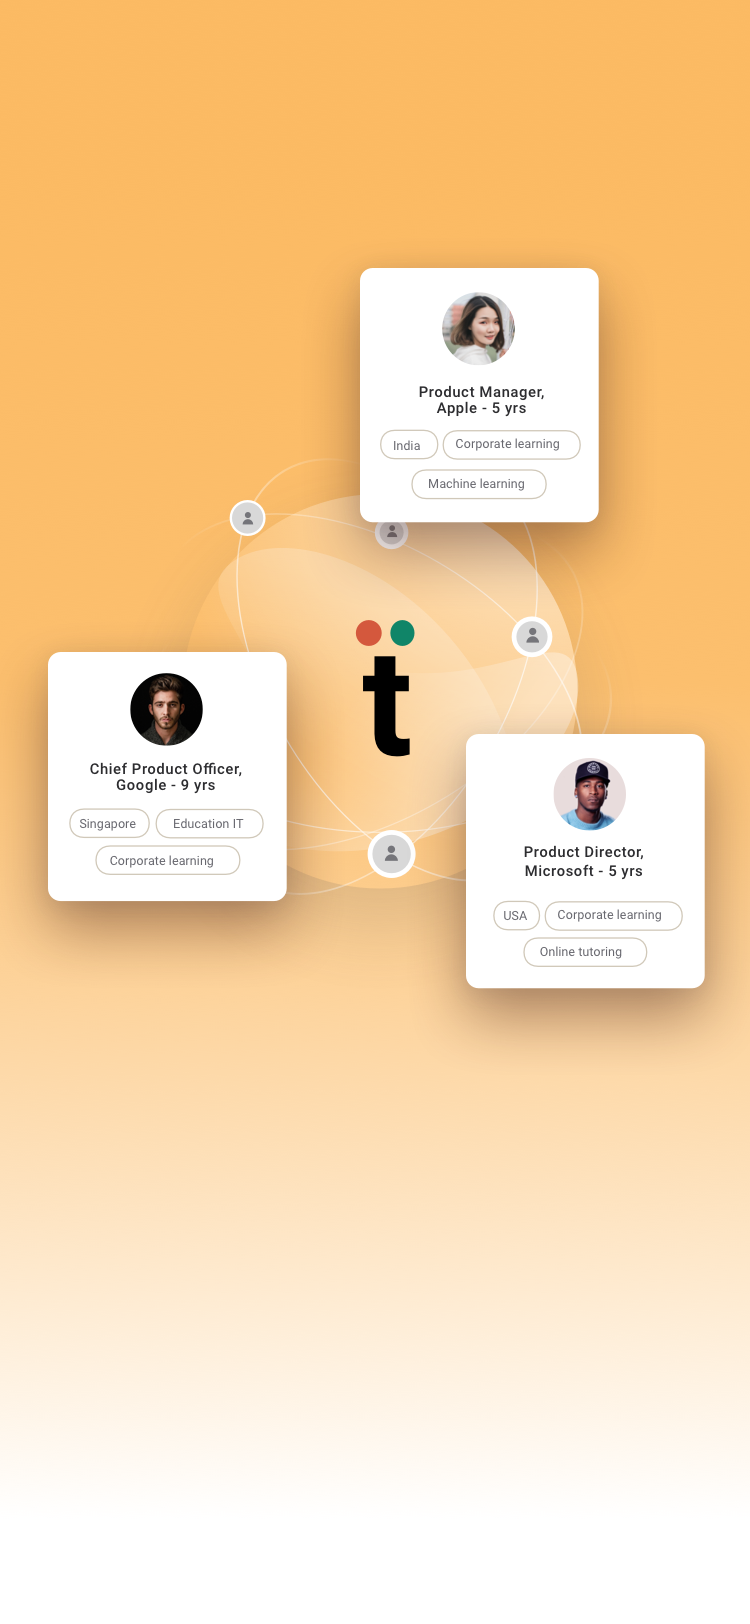 Product Manager,
Apple - 5 yrs
India
Corporate learning
Machine learning
t
Chief Product Officer,
Google - 9 yrs
Singapore
Education IT
Corporate learning
Product Director,
Microsoft - 5 yrs
USA
Corporate learning
Online tutoring